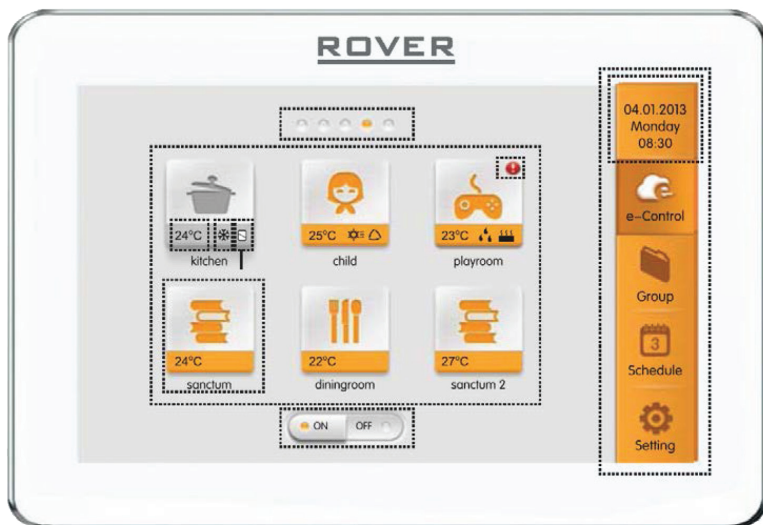 ROVER
04.01.2013
Monday
08:30
24°C
kitchen
25°C
child
23°C
playroom
24°C
sanctum
22°C
diningroom
27°C
sanctum 2
ON OFF
e-Control
Group
3
Schedule
Setting